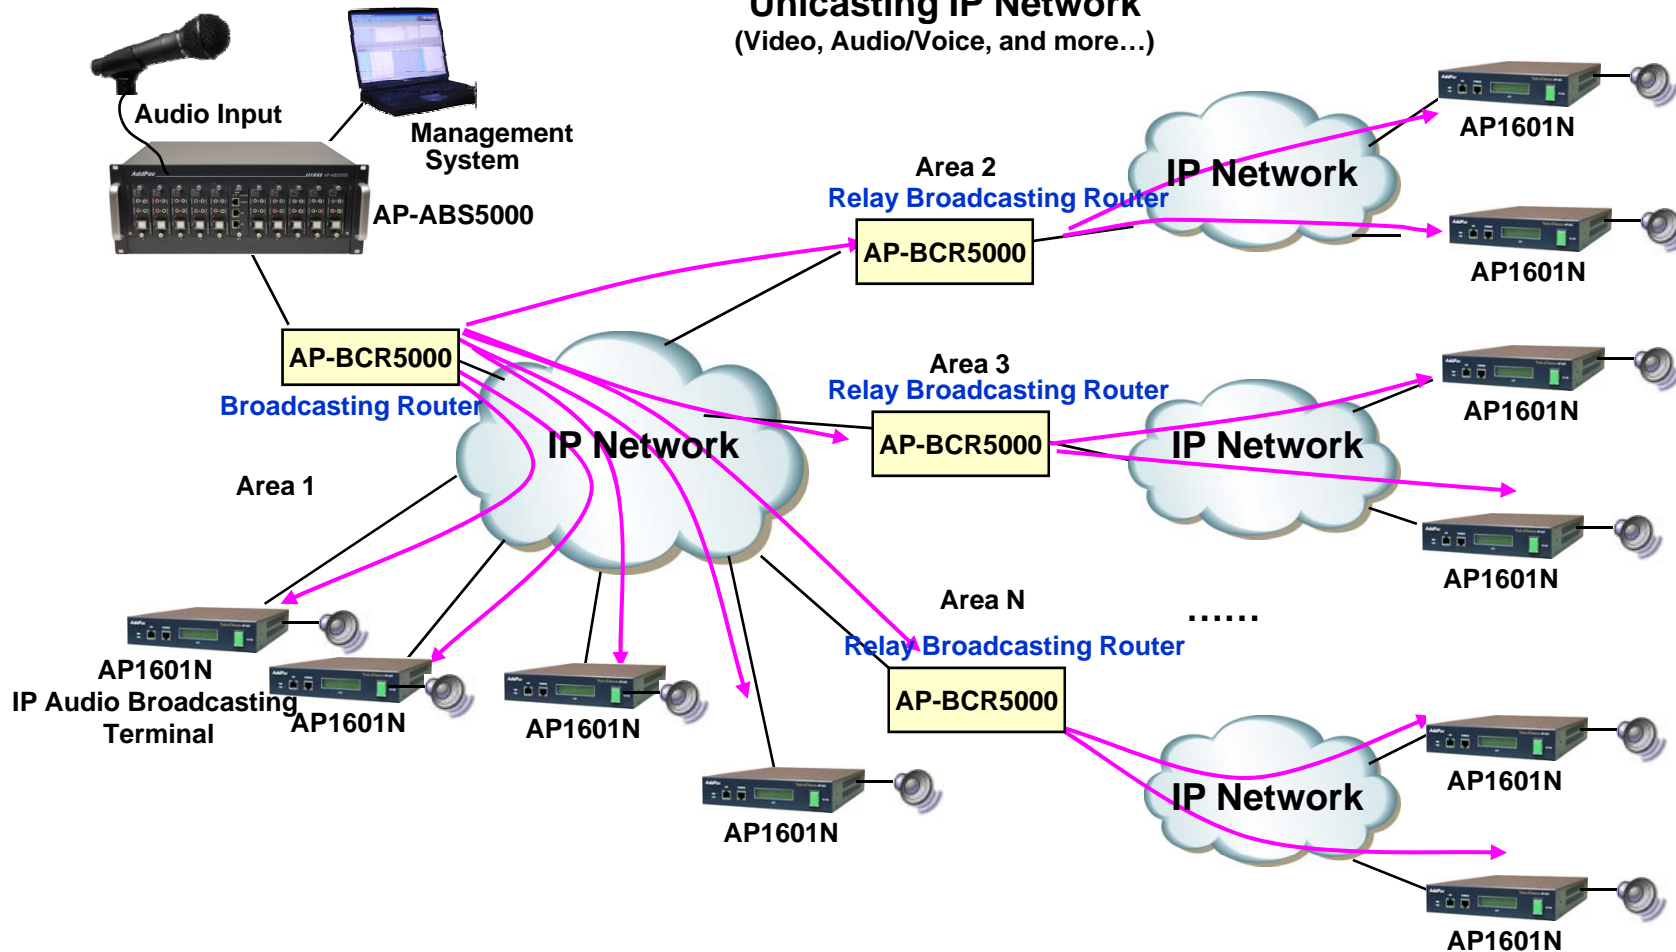 Unicasting IP Network
(Video, Audio/Voice, and more…)
Audio Input
Management
System
AddPac
AP-ABS5000
AP-BCR5000
Broadcasting Router
Area 1
IP Network
Area 2
Relay Broadcasting Router
AP-BCR5000
IP Network
AP1601N
AP1601N
Area 3
Relay Broadcasting Router
AP-BCR5000
IP Network
AP1601N
AP1601N
Area N
……
Relay Broadcasting Router
AP-BCR5000
IP Network
AP1601N
AP1601N
AP1601N
IP Audio Broadcasting
Terminal
AP1601N
AP1601N
AP1601N